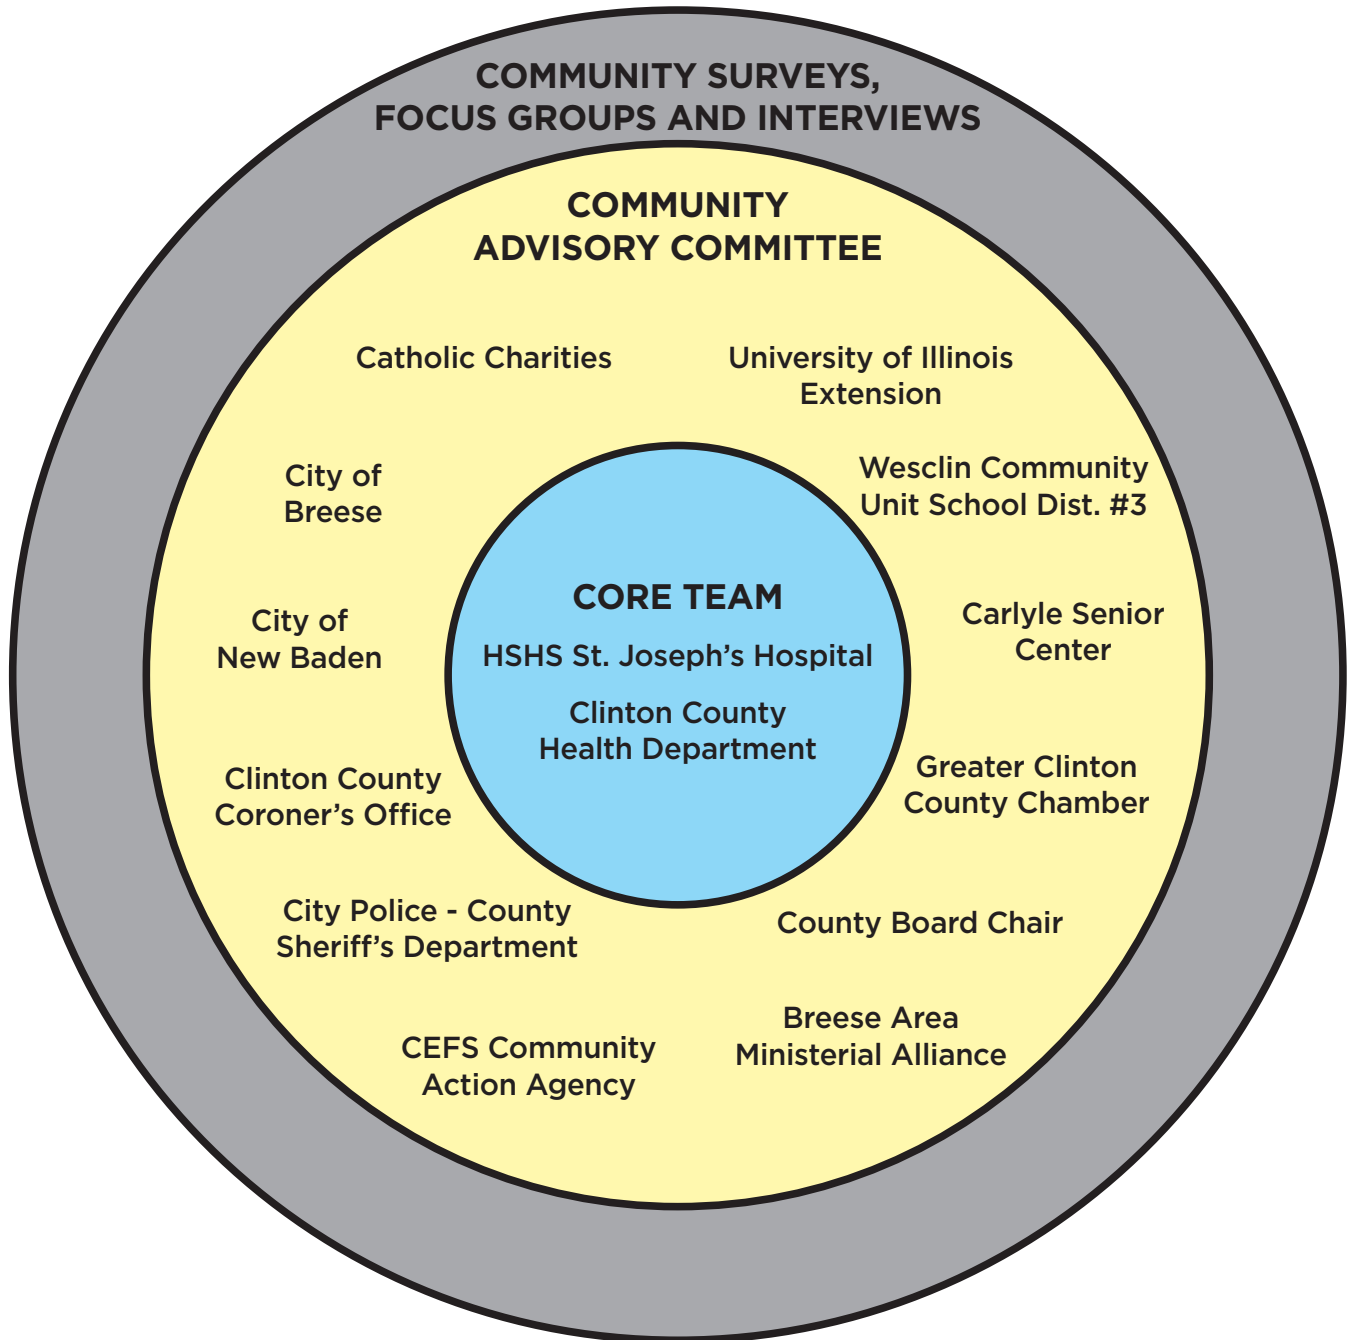 COMMUNITY SURVEYS,
FOCUS GROUPS AND INTERVIEWS
COMMUNITY
ADVISORY COMMITTEE
Catholic Charities
University of Illinois
Extension
City of
Breese
Wesclin Community
Unit School Dist. #3
CORE TEAM
HSHS St. Joseph’s Hospital
Clinton County
Health Department
City of
New Baden
Carlyle Senior
Center
Clinton County
Coroner’s Office
Greater Clinton
County Chamber
City Police - County
Sheriff’s Department
County Board Chair
CEFS Community
Action Agency
Breese Area
Ministerial Alliance